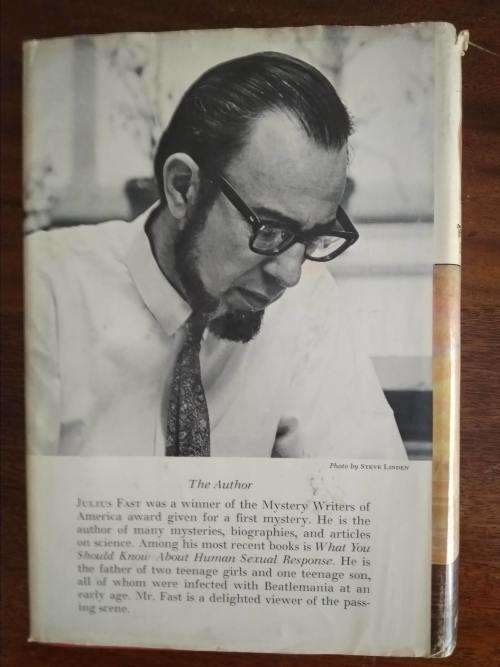 Photo by STEVE LINDEN
The Author
JULIUS FAST was a winner of the Mystery Writers of
America award given for a first mystery. He is the
author of many mysteries, biographies, and articles
on science. Among his most recent books is What You
Should Know About Human Sexual Response. He is
the father of two teenage girls and one teenage son,
all of whom were infected with Beatlemania at an
early age. Mr. Fast is a delighted viewer of the pass-
ing scene.